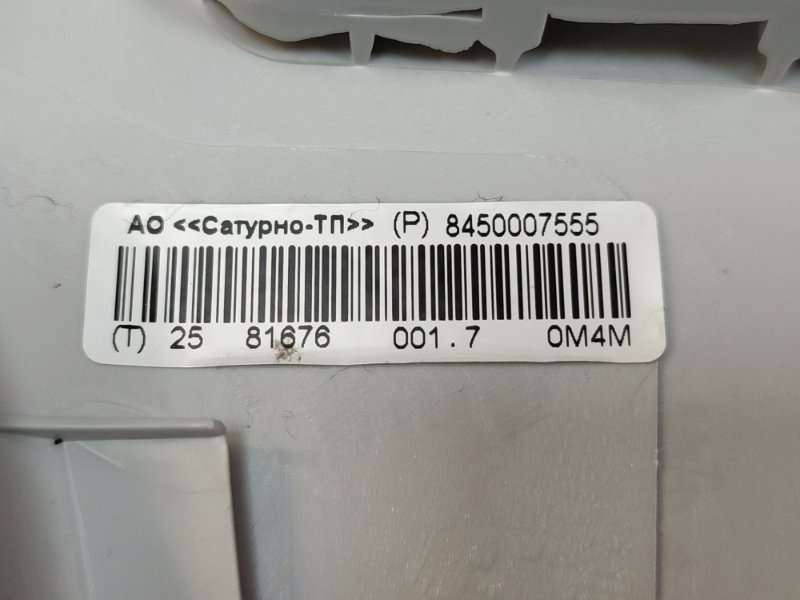 АО <<Сатурно-ТП>> (P) 8450007555
(T) 25 81676 001.7 0M4M